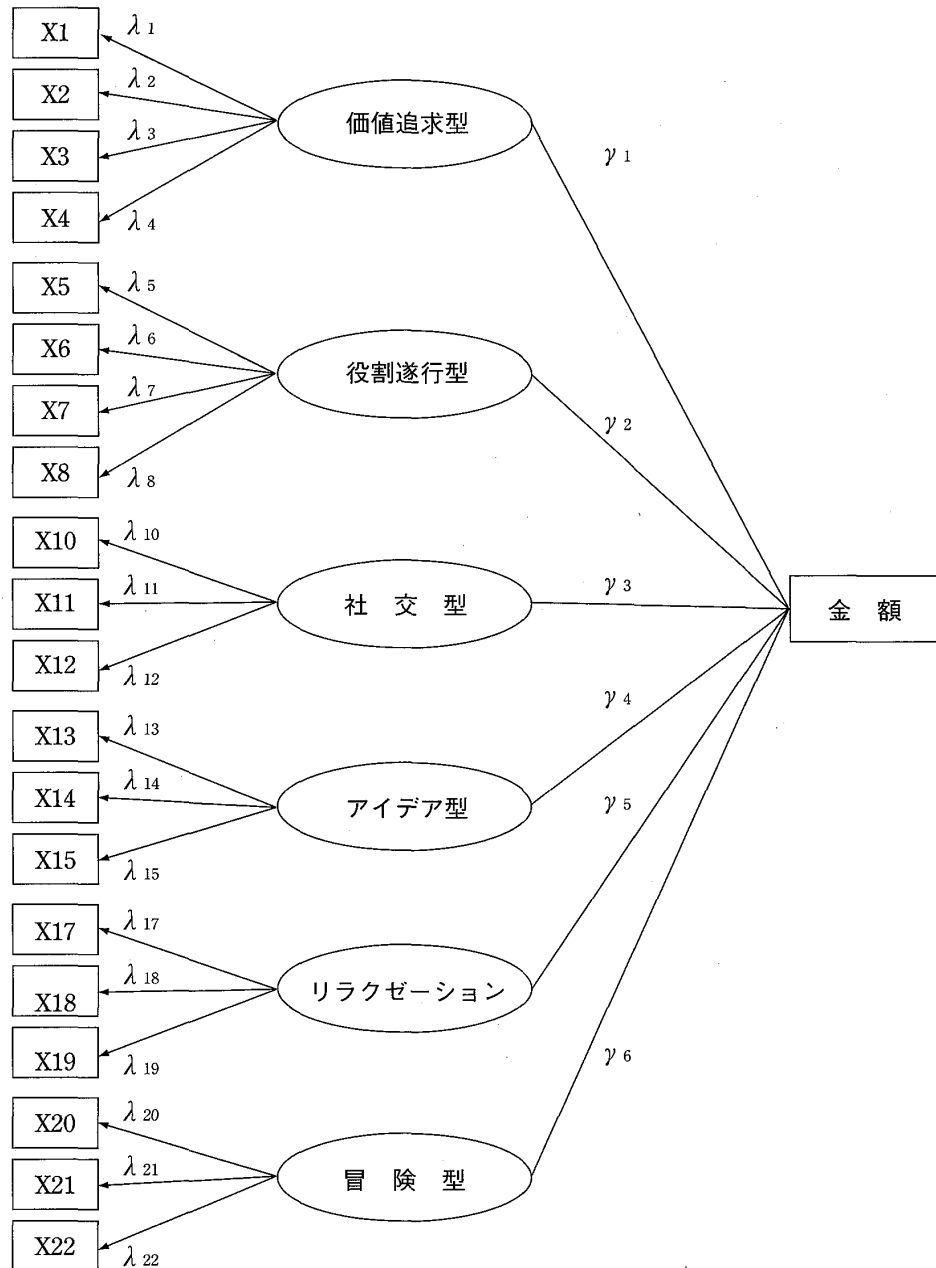 X1
λ1
X2
λ2
X3
λ3
X4
λ4
価値追求型
γ1
X5
λ5
X6
λ6
X7
λ7
X8
λ8
役割遂行型
γ2
X10
λ10
X11
λ11
X12
λ12
社 交 型
γ3
金 額
X13
λ13
X14
λ14
X15
λ15
アイデア型
γ4
X17
λ17
X18
λ18
X19
λ19
リラクゼーション
γ5
X20
λ20
X21
λ21
X22
λ22
冒 険 型
γ6